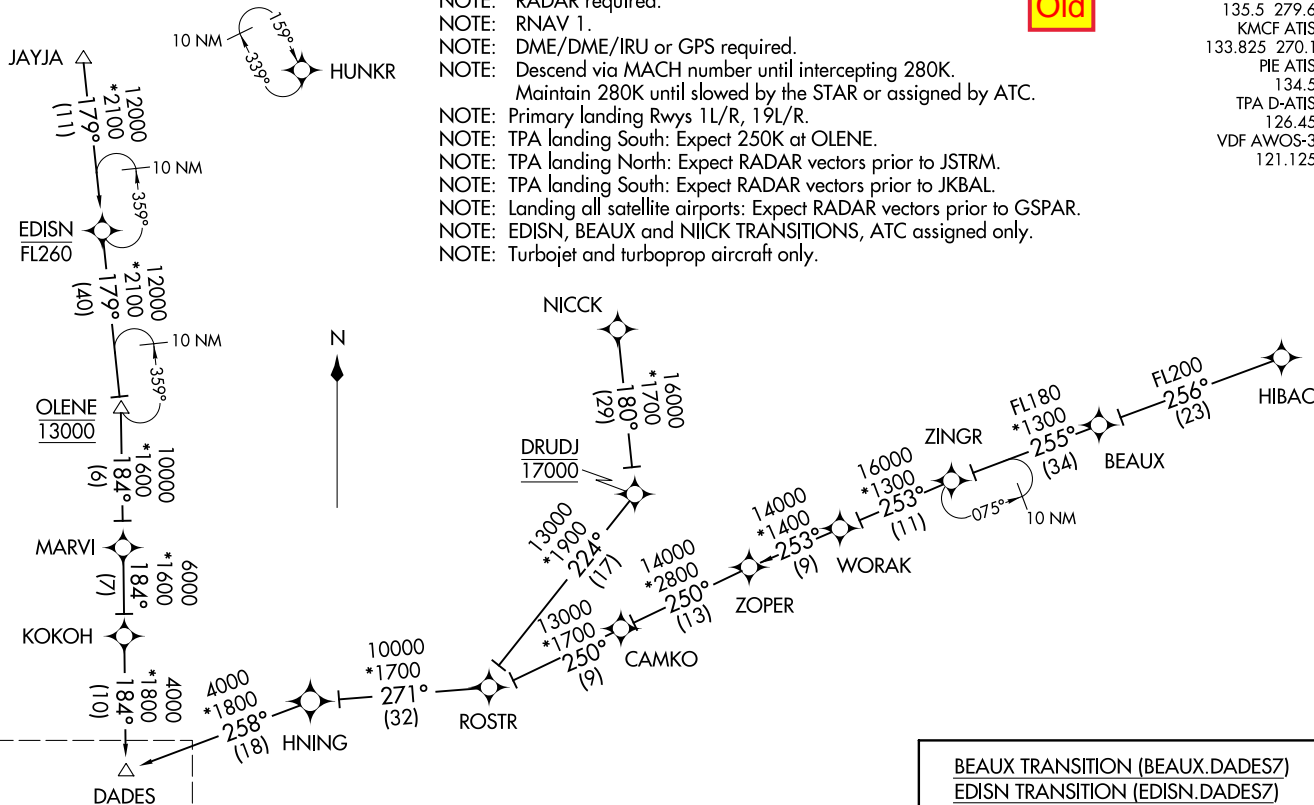 NOTE: RADAR required.
NOTE: RNAV 1.
NOTE: DME/DME/IRU or GPS required.
NOTE: Descend via MACH number until intercepting 280K.
Maintain 280K until slowed by the STAR or assigned by ATC.
NOTE: Primary landing Rwys 1L/R, 19L/R.
NOTE: TPA landing South: Expect 250K at OLENE.
NOTE: TPA landing North: Expect RADAR vectors prior to JSTRM.
NOTE: TPA landing South: Expect RADAR vectors prior to JKBAL.
NOTE: Landing all satellite airports: Expect RADAR vectors prior to GSPAR.
NOTE: EDISN, BEAUX and NIICK TRANSITIONS, ATC assigned only.
NOTE: Turbojet and turboprop aircraft only.
Old
135.5 279.6
KMCF ATIS
133.825 270.1
PIE ATIS
134.5
TPA D-ATIS
126.45
VDF AWOS-3
121.125
10 NM
159°
339°
HUNKR
JAYJA
12000
*2100
179°
(11)
10 NM
359°
EDISN
FL260
12000
*2100
179°
(40)
10 NM
359°
OLENE
13000
10000
*1600
184°
(6)
MARVI
6000
*1600
184°
(7)
KOKOH
4000
*1800
184°
(10)
DADES
N
NICCK
16000
*1700
180°
(29)
DRUDJ
17000
13000
*1900
224°
(17)
HIBAC
FL200
256°
(23)
BEAUX
FL180
*1300
255°
(34)
ZINGR
075°
10 NM
16000
*1300
253°
(11)
WORAK
14000
*1400
253°
(9)
ZOPER
14000
*2800
250°
(13)
CAMKO
13000
*1700
250°
(9)
ROSTR
10000
*1700
271°
(32)
HNING
4000
*1800
258°
(18)
BEAUX TRANSITION (BEAUX.DADES7)
EDISN TRANSITION (EDISN.DADES7)